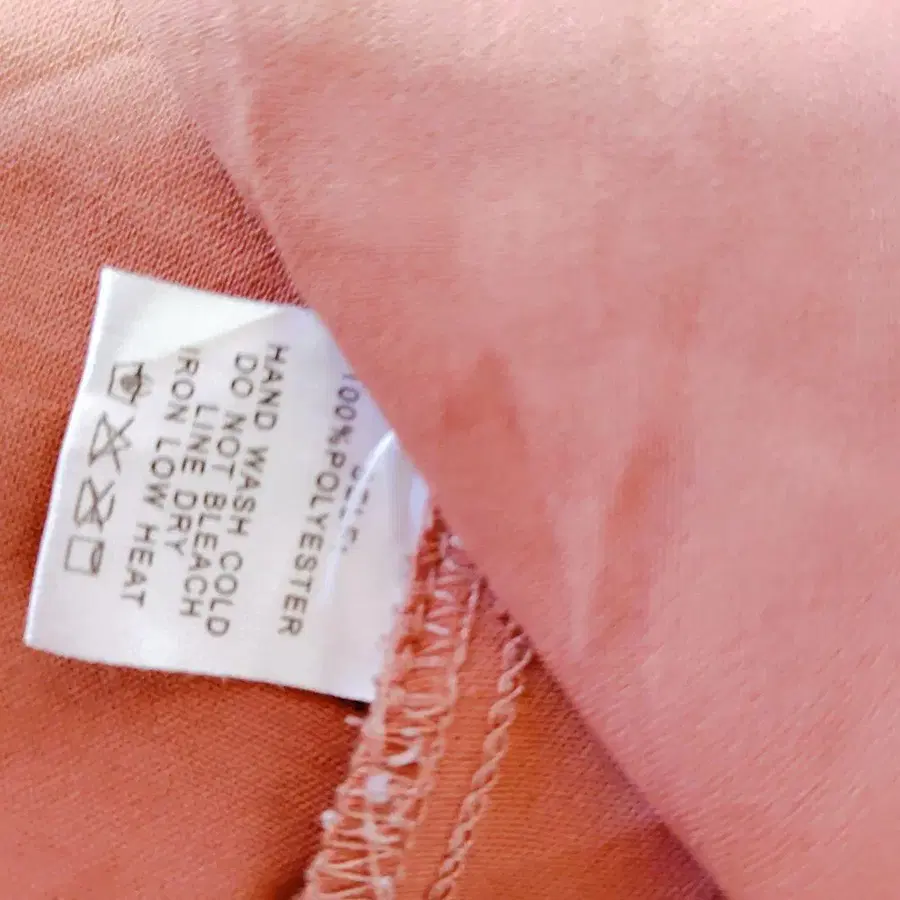 100%POLYESTER
HAND WASH COLD
DO NOT BLEACH
LINE DRY
IRON LOW HEAT